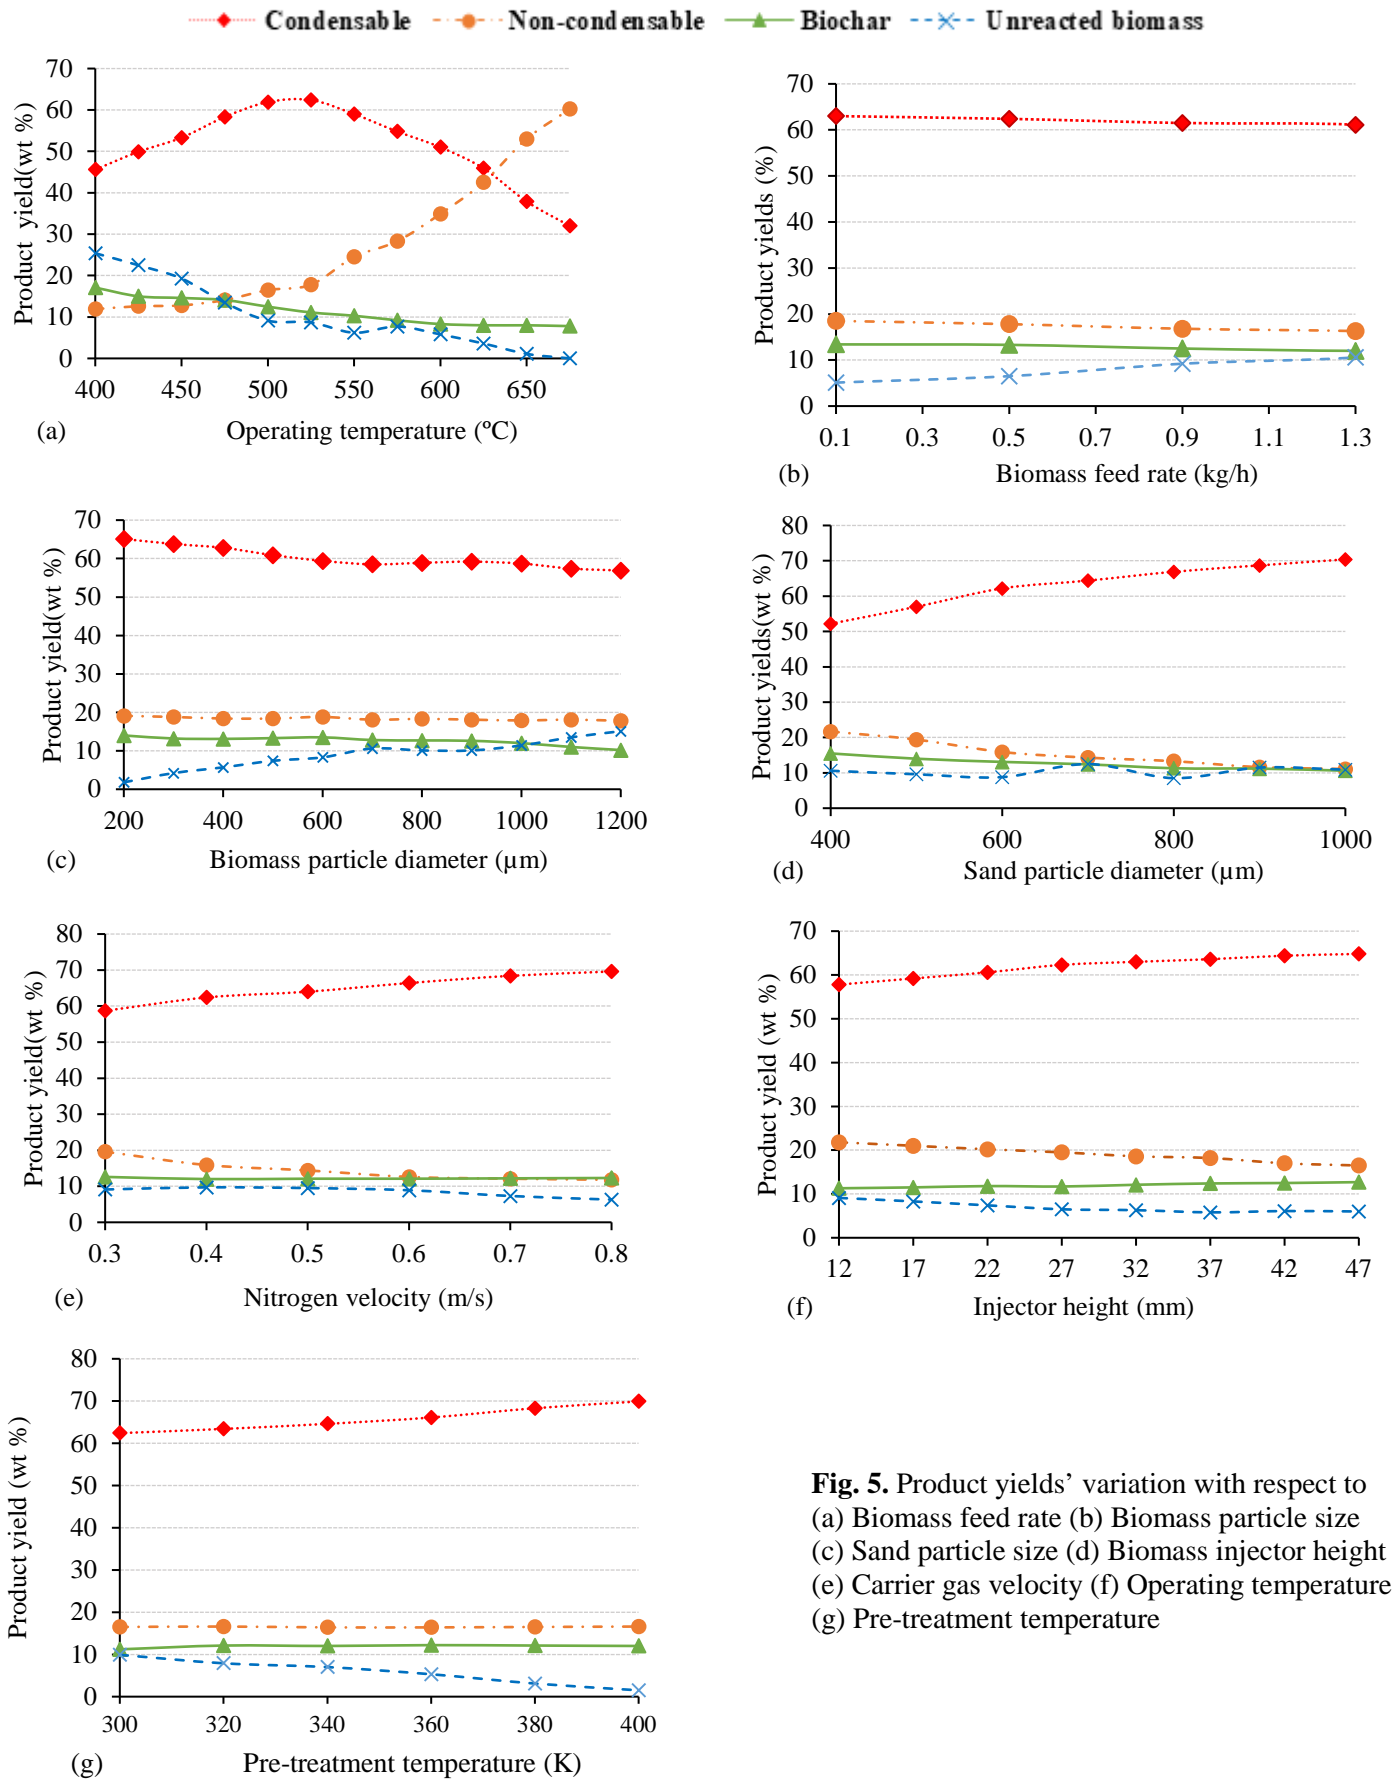 Condensable Non-condensable Biochar Unreacted biomass
70
60
50
40
30
20
10
0
Product yield(wt %)
400 450 500 550 600 650
(a) Operating temperature (ºC)
70
60
50
40
30
20
10
0
Product yields (%)
0.1 0.3 0.5 0.7 0.9 1.1 1.3
(b) Biomass feed rate (kg/h)
70
60
50
40
30
20
10
0
Product yield(wt %)
200 400 600 800 1000 1200
(c) Biomass particle diameter (µm)
80
70
60
50
40
30
20
10
0
Product yields(wt %)
400 600 800 1000
(d) Sand particle diameter (µm)
80
70
60
50
40
30
20
10
0
Product yield(wt %)
0.3 0.4 0.5 0.6 0.7 0.8
(e) Nitrogen velocity (m/s)
70
60
50
40
30
20
10
0
Product yield (wt %)
12 17 22 27 32 37 42 47
(f) Injector height (mm)
80
70
60
50
40
30
20
10
0
Product yield (wt %)
300 320 340 360 380 400
(g) Pre-treatment temperature (K)
Fig. 5. Product yields’ variation with respect to
(a) Biomass feed rate (b) Biomass particle size
(c) Sand particle size (d) Biomass injector height
(e) Carrier gas velocity (f) Operating temperature
(g) Pre-treatment temperature